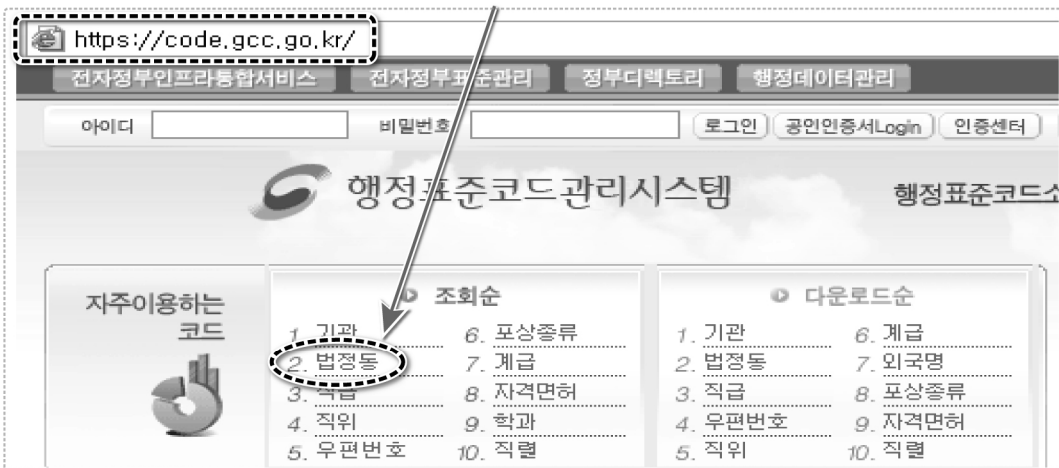 https://code.gcc.go.kr/
전자정부인프라통합서비스 전자정부표준관리 정부디렉토리 행정데이터관리
아이디 비밀번호 로그인 공인인증서Login 인증센터
행정표준코드관리시스템 행정표준코드소
자주이용하는
코드
조회순
1. 기관 6. 포상종류
2. 법정동 7. 계급
3. 직급 8. 자격면허
4. 직위 9. 학과
5. 우편번호 10. 직렬
다운로드순
1. 기관 6. 계급
2. 법정동 7. 외국명
3. 직급 8. 포상종류
4. 우편번호 9. 자격면허
5. 직위 10. 직렬